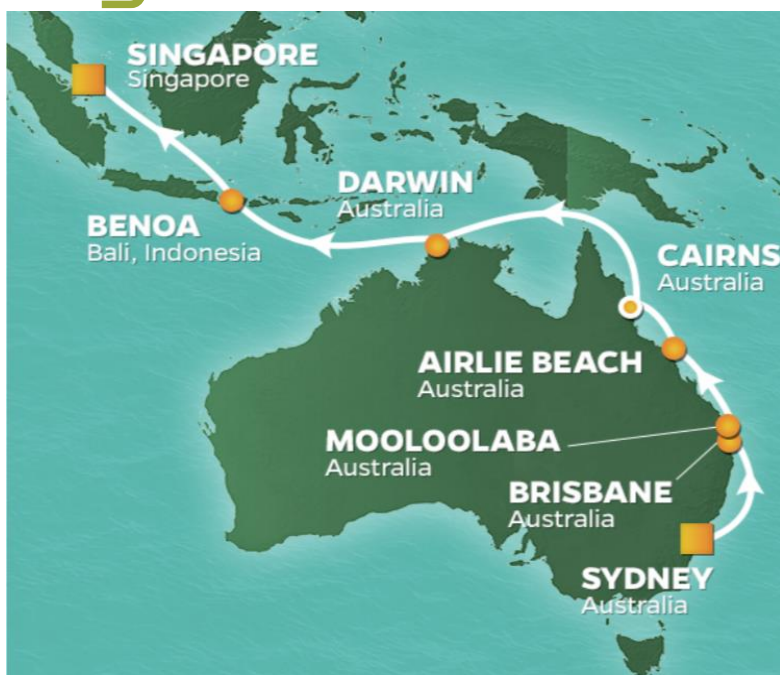 SINGAPORE
Singapore
DARWIN
Australia
BENOA
Bali, Indonesia
CAIRNS
Australia
AIRLIE BEACH
Australia
MOOLOOLABA
Australia
BRISBANE
Australia
SYDNEY
Australia